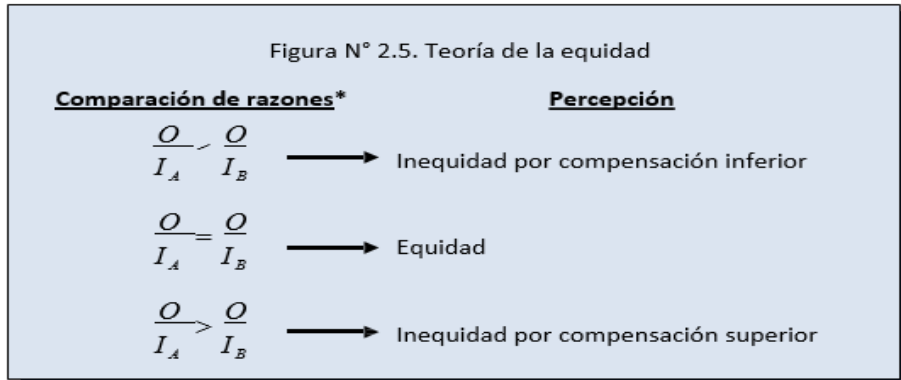 Figura N° 2.5. Teoría de la equidad
Comparación de razones* Percepción
O/I_A < O/I_B → Inequidad por compensación inferior
O/I_A = O/I_B → Equidad
O/I_A > O/I_B → Inequidad por compensación superior